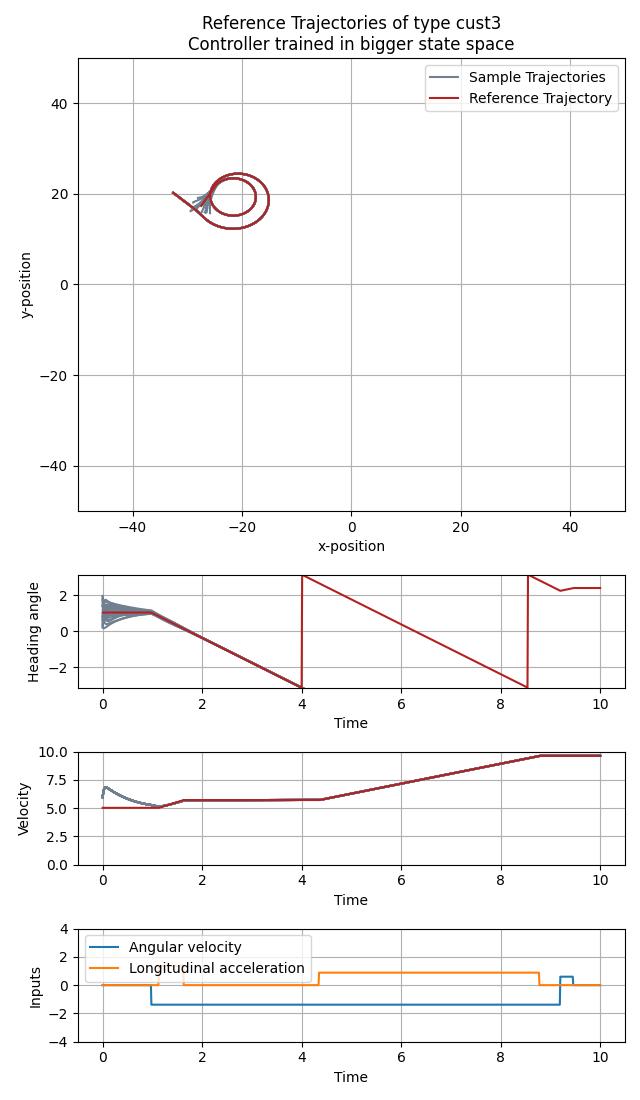 Reference Trajectories of type cust3
Controller trained in bigger state space
Sample Trajectories
Reference Trajectory
40
20
0
−20
−40
y-position
−40
−20
0
20
40
x-position
2
0
−2
Heading angle
0
2
4
6
8
10
Time
10.0
7.5
5.0
2.5
0.0
Velocity
0
2
4
6
8
10
Time
Angular velocity
Longitudinal acceleration
4
2
0
−2
−4
Inputs
0
2
4
6
8
10
Time